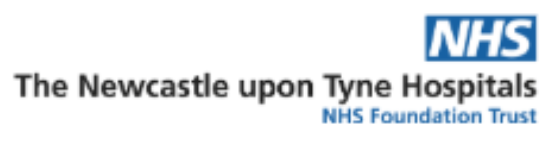 NHS
The Newcastle upon Tyne Hospitals
NHS Foundation Trust